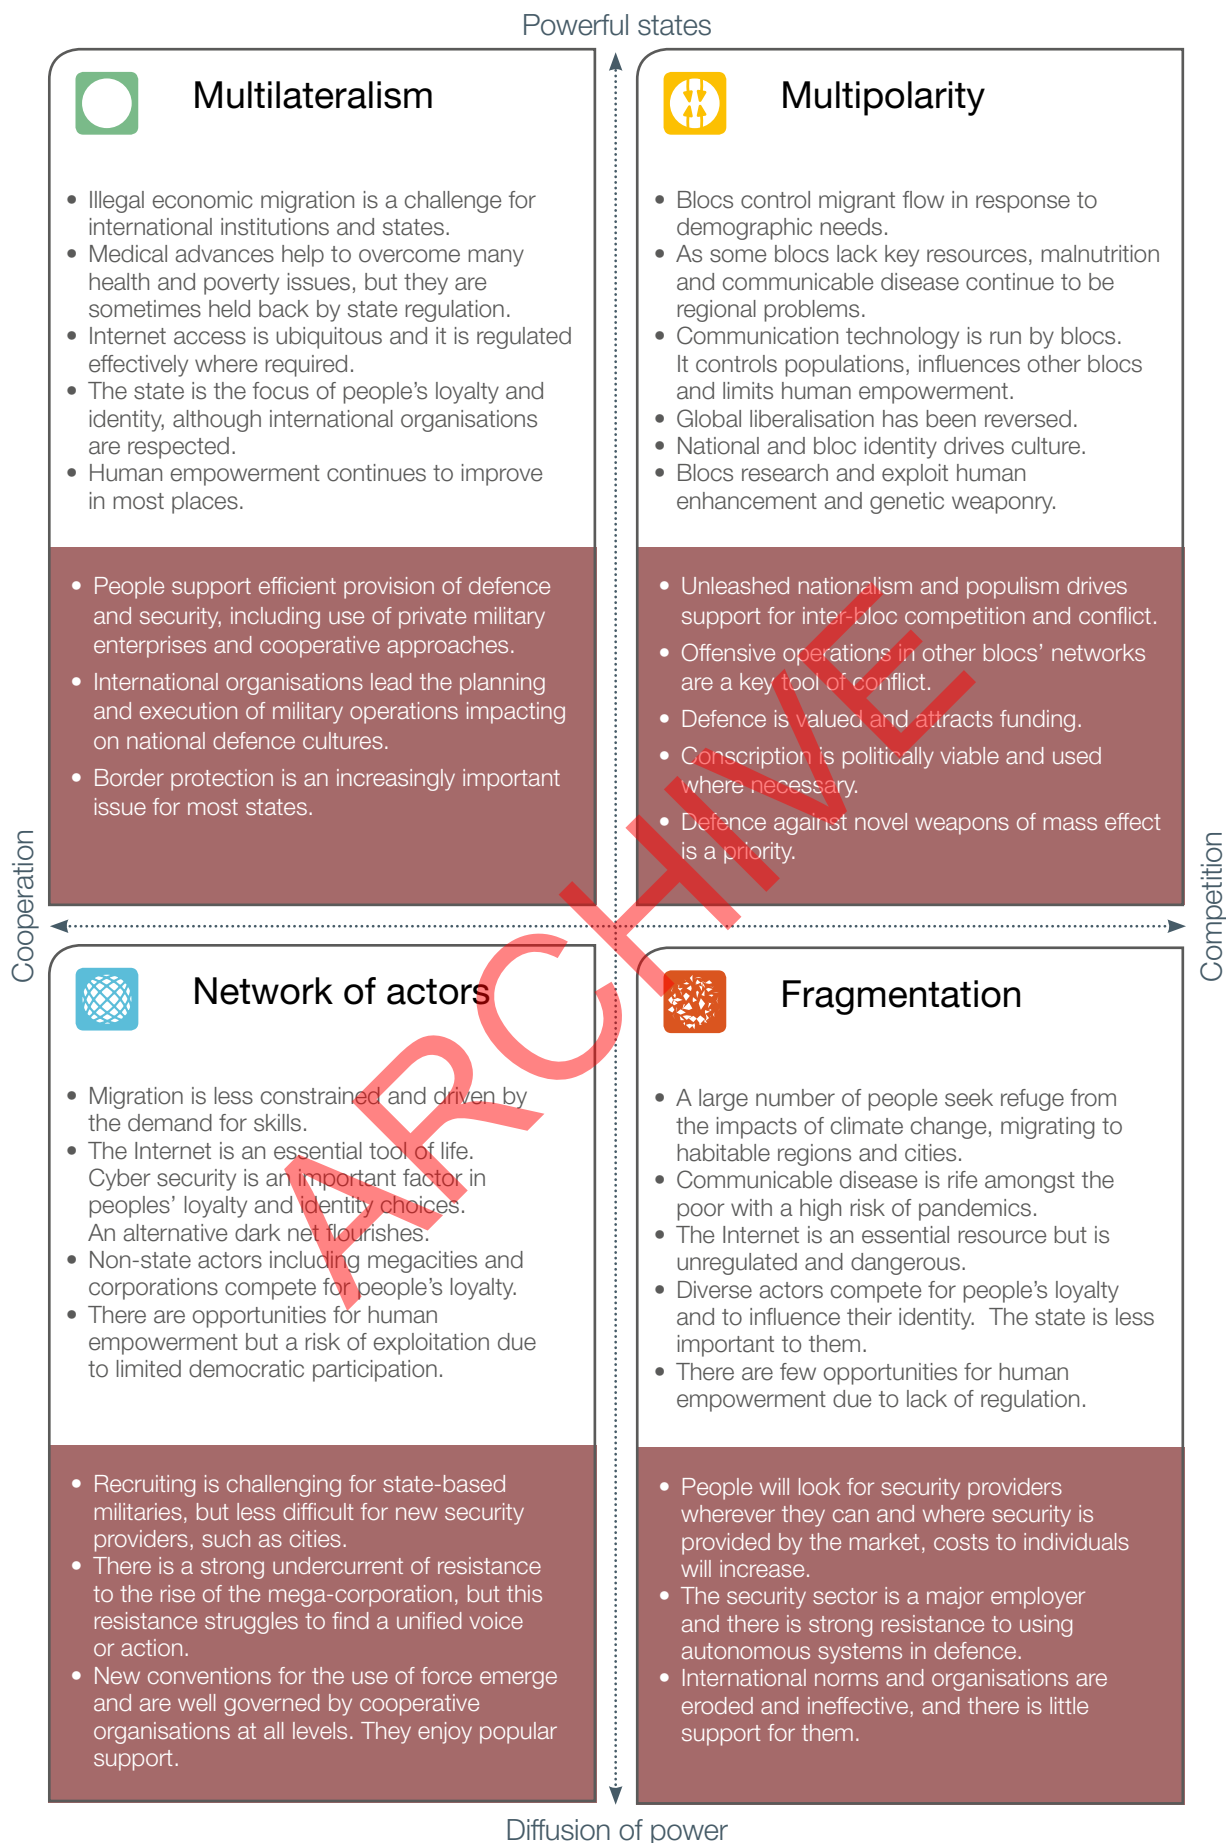 Powerful states
Multilateralism
• Illegal economic migration is a challenge for
international institutions and states.
• Medical advances help to overcome many
health and poverty issues, but they are
sometimes held back by state regulation.
• Internet access is ubiquitous and it is regulated
effectively where required.
• The state is the focus of people’s loyalty and
identity, although international organisations
are respected.
• Human empowerment continues to improve
in most places.
• People support efficient provision of defence
and security, including use of private military
enterprises and cooperative approaches.
• International organisations lead the planning
and execution of military operations impacting
on national defence cultures.
• Border protection is an increasingly important
issue for most states.
Multipolarity
• Blocs control migrant flow in response to
demographic needs.
• As some blocs lack key resources, malnutrition
and communicable disease continue to be
regional problems.
• Communication technology is run by blocs.
It controls populations, influences other blocs
and limits human empowerment.
• Global liberalisation has been reversed.
• National and bloc identity drives culture.
• Blocs research and exploit human
enhancement and genetic weaponry.
• Unleashed nationalism and populism drives
support for inter-bloc competition and conflict.
• Offensive operations in other blocs’ networks
are a key tool of conflict.
• Defence is valued and attracts funding.
• Conscription is politically viable and used
where necessary.
• Defence against novel weapons of mass effect
is a priority.
Cooperation
Competition
Network of actors
• Migration is less constrained and driven by
the demand for skills.
• The Internet is an essential tool of life.
Cyber security is an important factor in
peoples’ loyalty and identity choices.
An alternative dark net flourishes.
• Non-state actors including megacities and
corporations compete for people’s loyalty.
• There are opportunities for human
empowerment but a risk of exploitation due
to limited democratic participation.
• Recruiting is challenging for state-based
militaries, but less difficult for new security
providers, such as cities.
• There is a strong undercurrent of resistance
to the rise of the mega-corporation, but this
resistance struggles to find a unified voice
or action.
• New conventions for the use of force emerge
and are well governed by cooperative
organisations at all levels. They enjoy popular
support.
Fragmentation
• A large number of people seek refuge from
the impacts of climate change, migrating to
habitable regions and cities.
• Communicable disease is rife amongst the
poor with a high risk of pandemics.
• The Internet is an essential resource but is
unregulated and dangerous.
• Diverse actors compete for people’s loyalty
and to influence their identity.  The state is less
important to them.
• There are few opportunities for human
empowerment due to lack of regulation.
• People will look for security providers
wherever they can and where security is
provided by the market, costs to individuals
will increase.
• The security sector is a major employer
and there is strong resistance to using
autonomous systems in defence.
• International norms and organisations are
eroded and ineffective, and there is little
support for them.
Diffusion of power
ARCHIVE